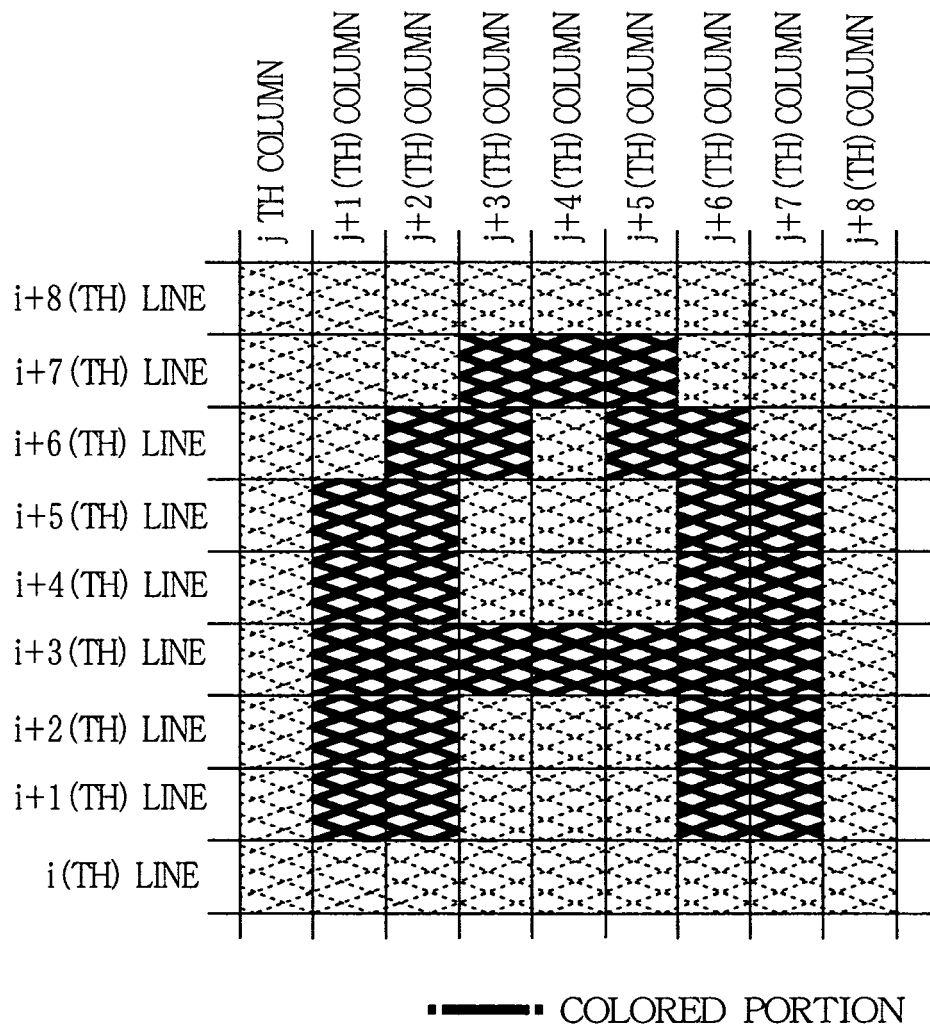 j TH COLUMN
j+1 (TH) COLUMN
j+2 (TH) COLUMN
j+3 (TH) COLUMN
j+4 (TH) COLUMN
j+5 (TH) COLUMN
j+6 (TH) COLUMN
j+7 (TH) COLUMN
j+8 (TH) COLUMN
i+8 (TH) LINE
i+7 (TH) LINE
i+6 (TH) LINE
i+5 (TH) LINE
i+4 (TH) LINE
i+3 (TH) LINE
i+2 (TH) LINE
i+1 (TH) LINE
i (TH) LINE
COLORED PORTION